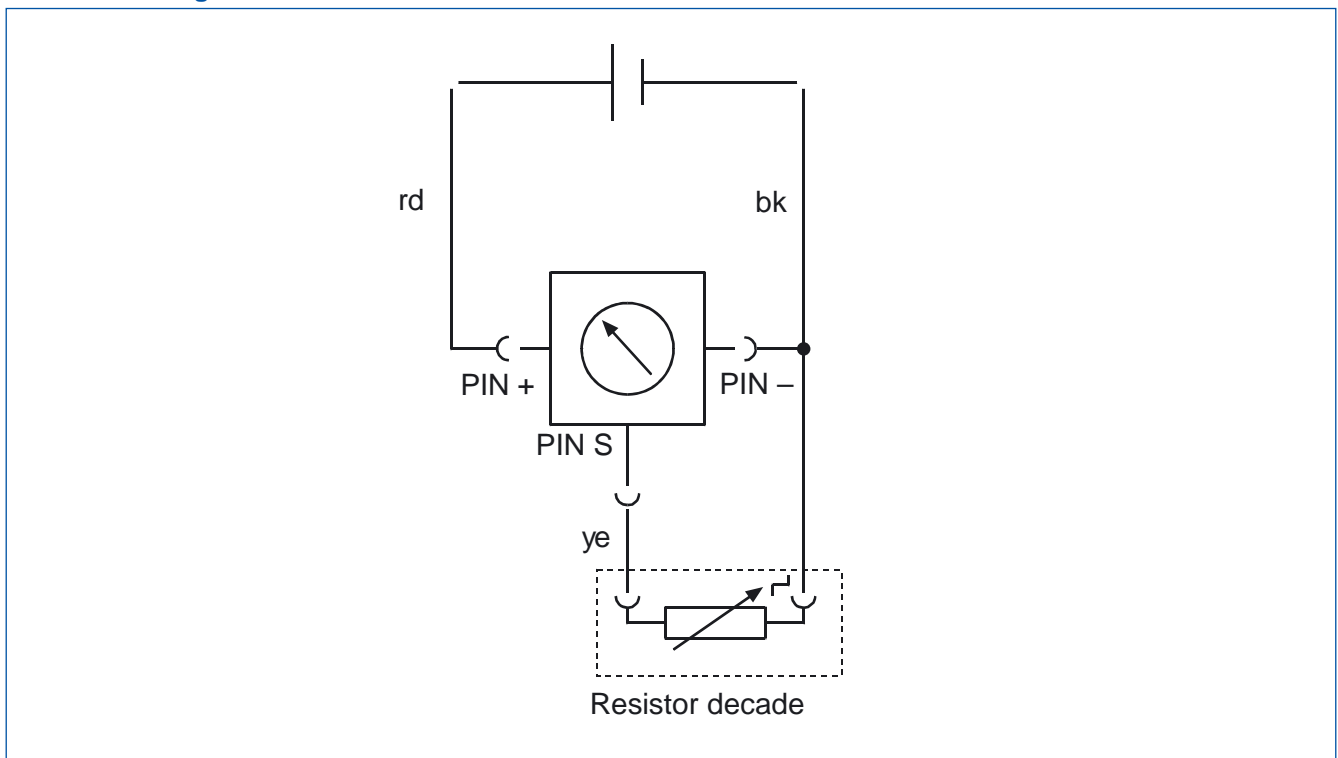 rd
bk
PIN +
PIN –
PIN S
ye
Resistor decade